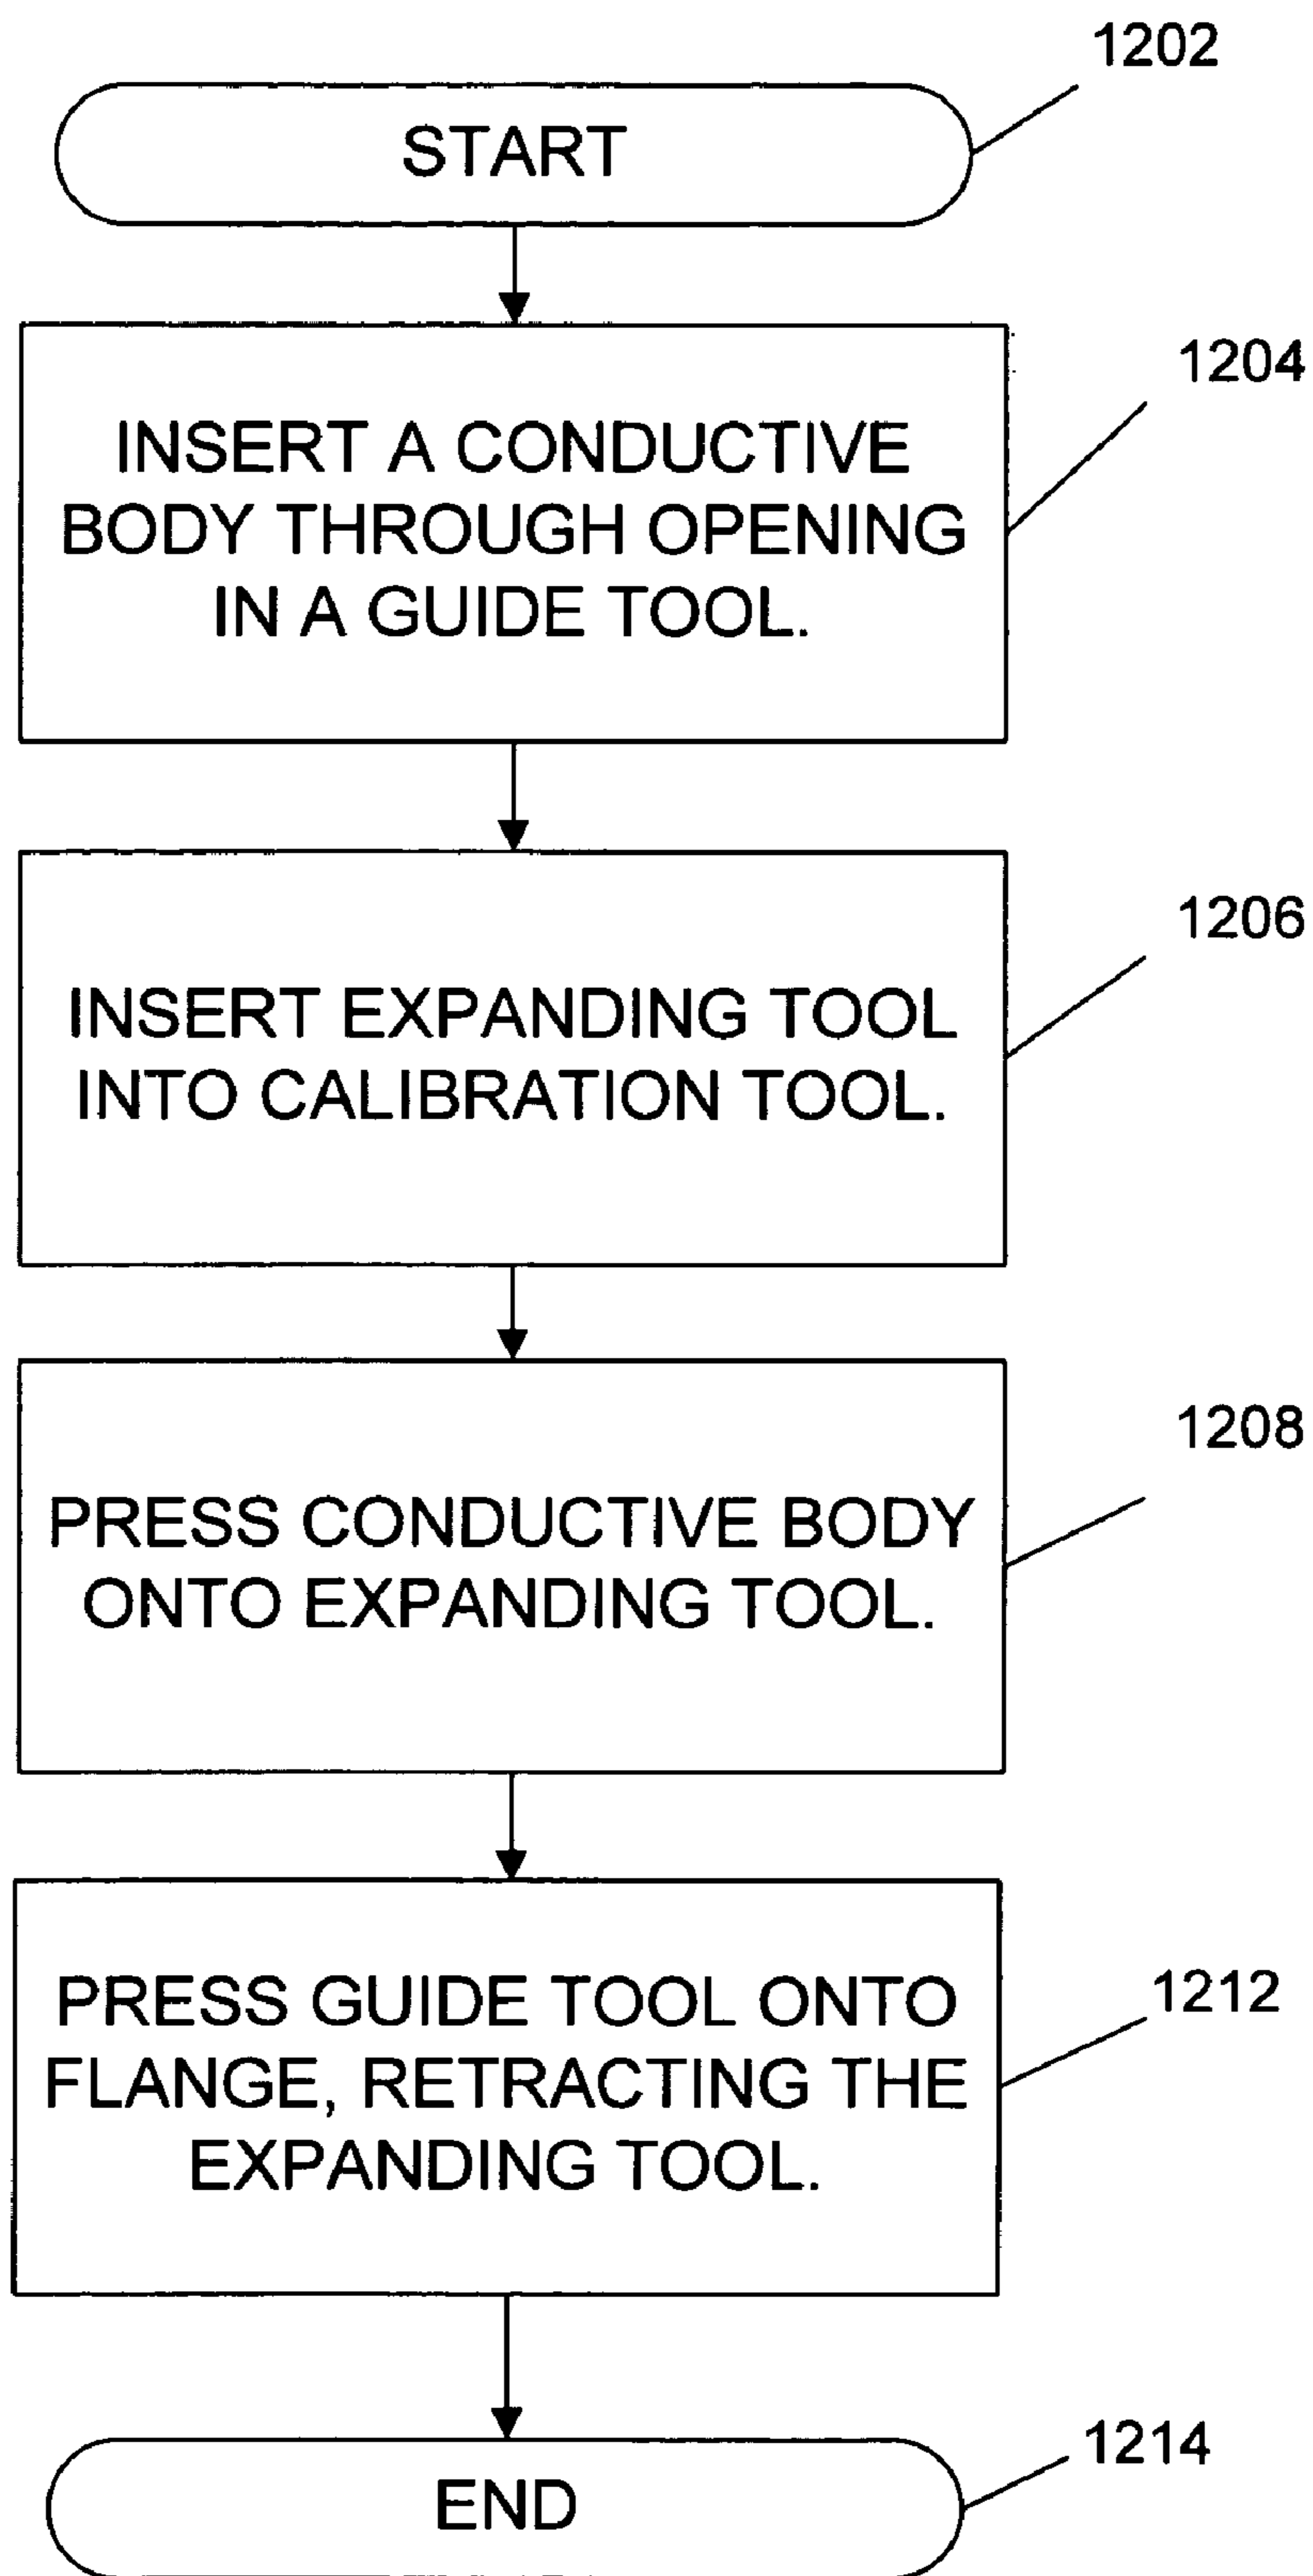 1202
START
1204
INSERT A CONDUCTIVE
BODY THROUGH OPENING
IN A GUIDE TOOL.
1206
INSERT EXPANDING TOOL
INTO CALIBRATION TOOL.
1208
PRESS CONDUCTIVE BODY
ONTO EXPANDING TOOL.
1212
PRESS GUIDE TOOL ONTO
FLANGE, RETRACTING THE
EXPANDING TOOL.
1214
END